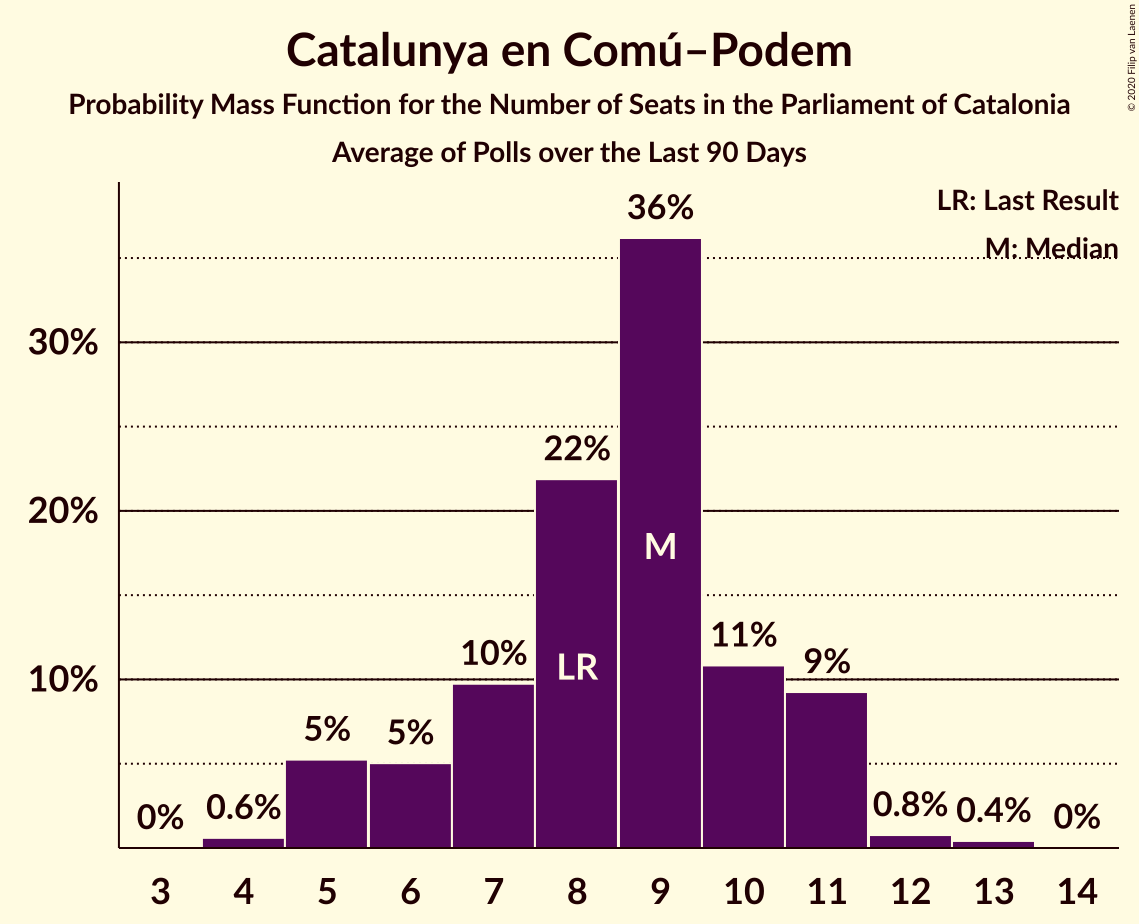 Catalunya en Comú–Podem
Probability Mass Function for the Number of Seats in the Parliament of Catalonia
Average of Polls over the Last 90 Days
© 2020 Filip van Laenen
LR: Last Result
M: Median
36%
30%
22%
20%
M
11%
10%
9%
LR
10%
5%
5%
0%
0.6%
0.8%
0.4%
0%
3 4 5 6 7 8 9 10 11 12 13 14